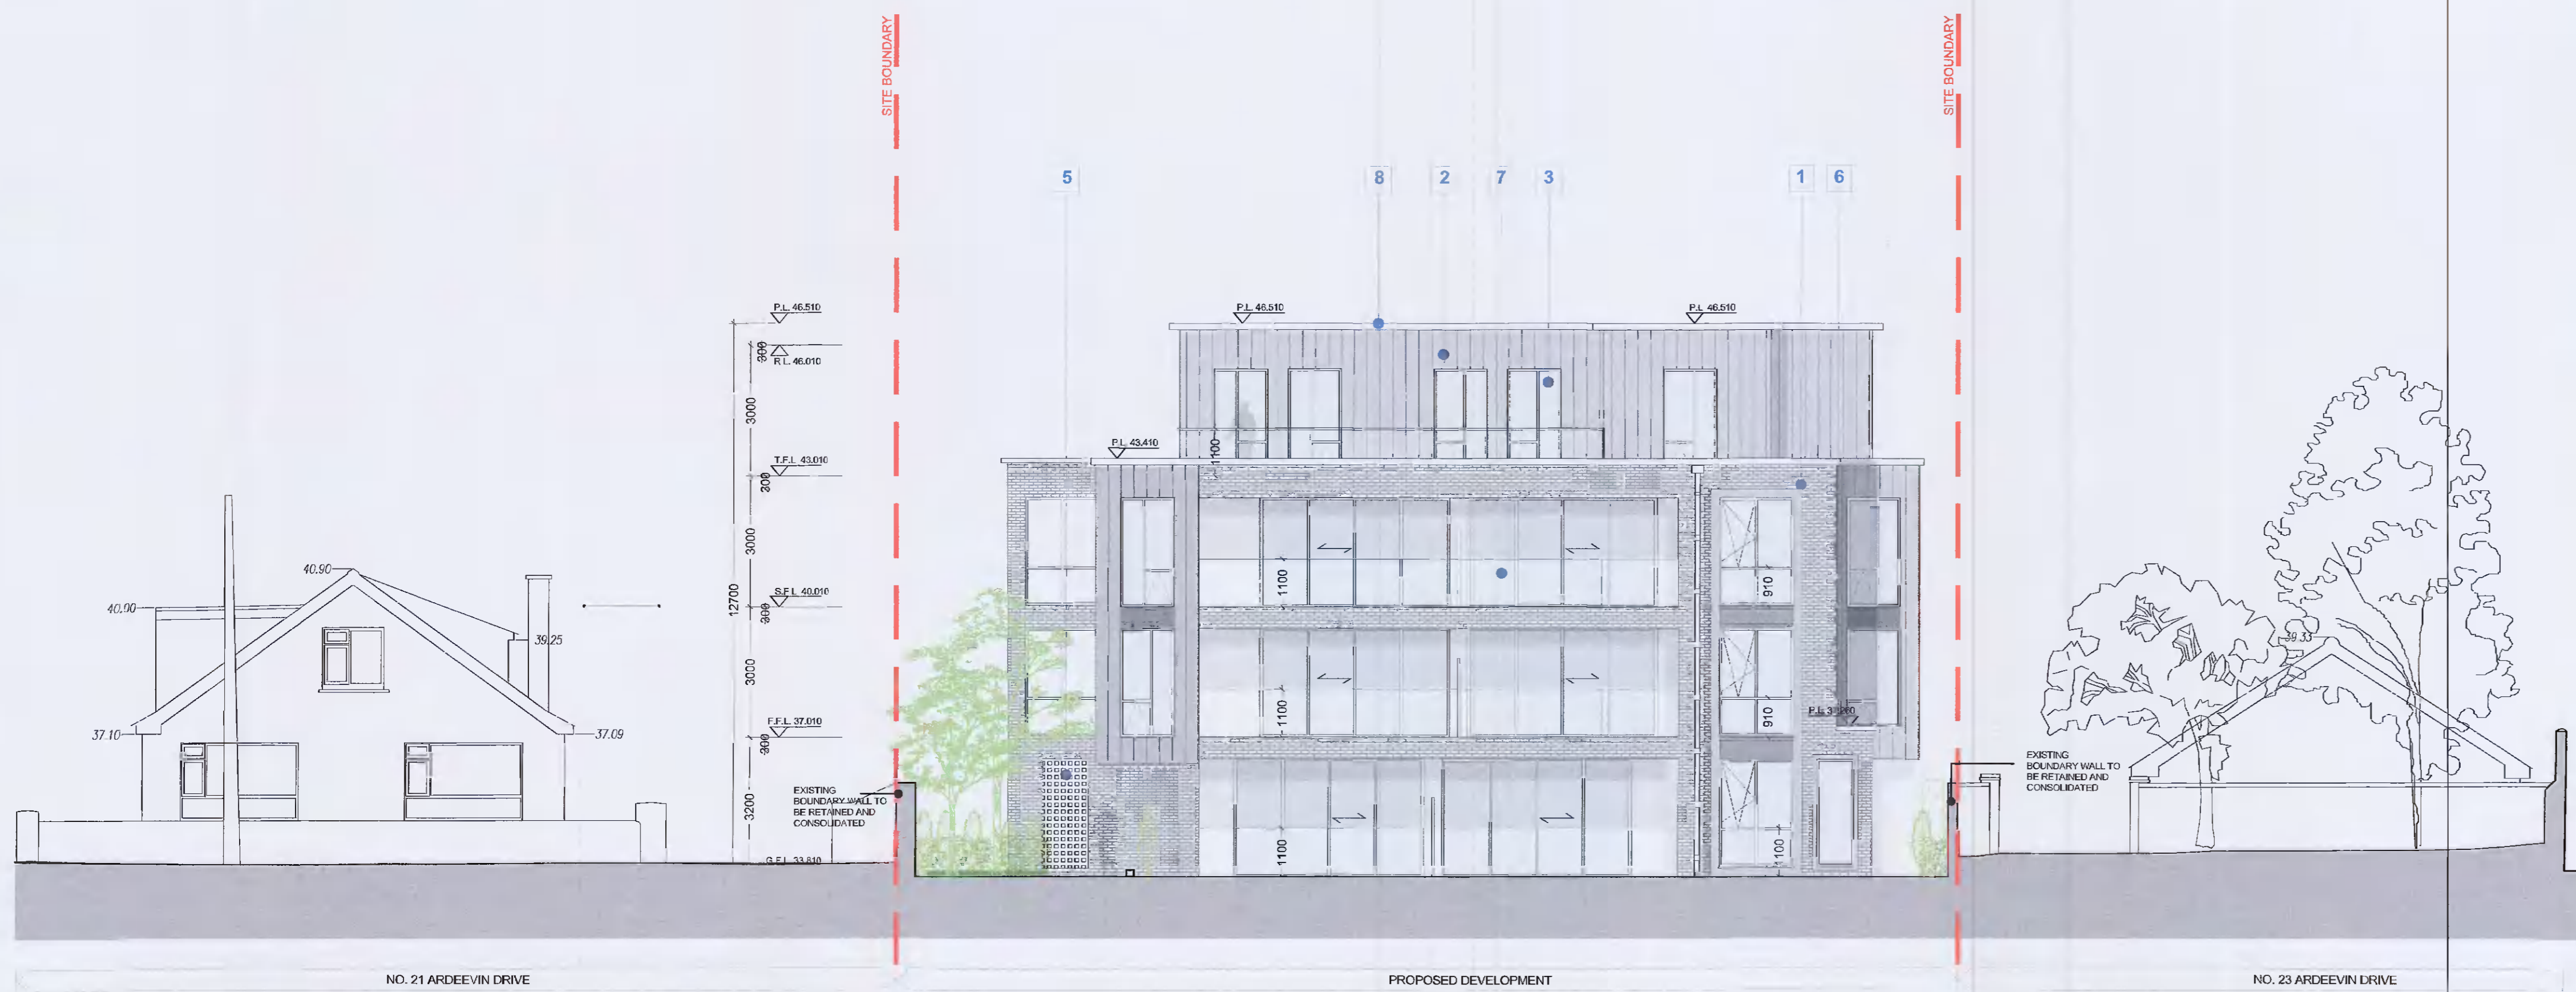 SITE BOUNDARY
SITE BOUNDARY
5
8
2
7
3
1
6
P.L. 46.510
P.L. 46.510
P.L. 46.510
300
R.L. 46.010
3000
P.L. 43.410
1100
T.F.L. 43.010
300
3000
12700
40.90
40.90
39.25
S.F.L. 40.010
300
3000
1100
910
39.33
37.10
37.09
F.F.L. 37.010
300
1100
910
EXISTING
BOUNDARY WALL TO
BE RETAINED AND
CONSOLIDATED
EXISTING
BOUNDARY WALL TO
BE RETAINED AND
CONSOLIDATED
3200
1100
1100
G.F.L. 33.810
NO. 21 ARDEEVIN DRIVE
PROPOSED DEVELOPMENT
NO. 23 ARDEEVIN DRIVE